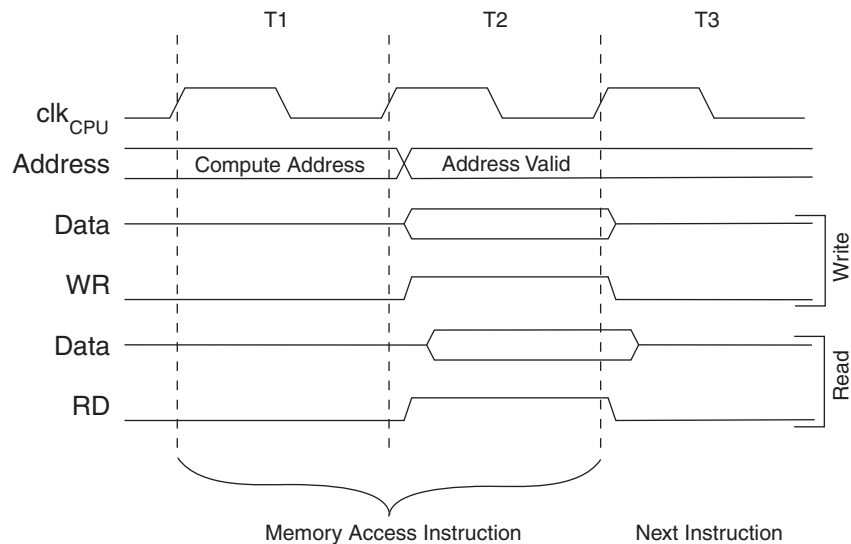 T1 T2 T3
clkCPU
Address Compute Address Address Valid
Data
WR
Write
Data
RD
Read
Memory Access Instruction Next Instruction